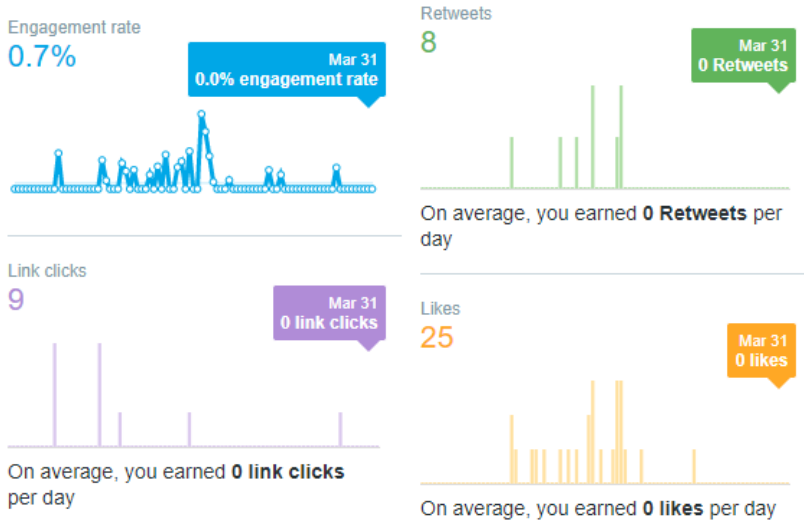 Engagement rate
0.7%
Mar 31
0.0% engagement rate
Link clicks
9
Mar 31
0 link clicks
On average, you earned 0 link clicks
per day
Retweets
8
Mar 31
0 Retweets
On average, you earned 0 Retweets per
day
Likes
25
Mar 31
0 likes
On average, you earned 0 likes per day